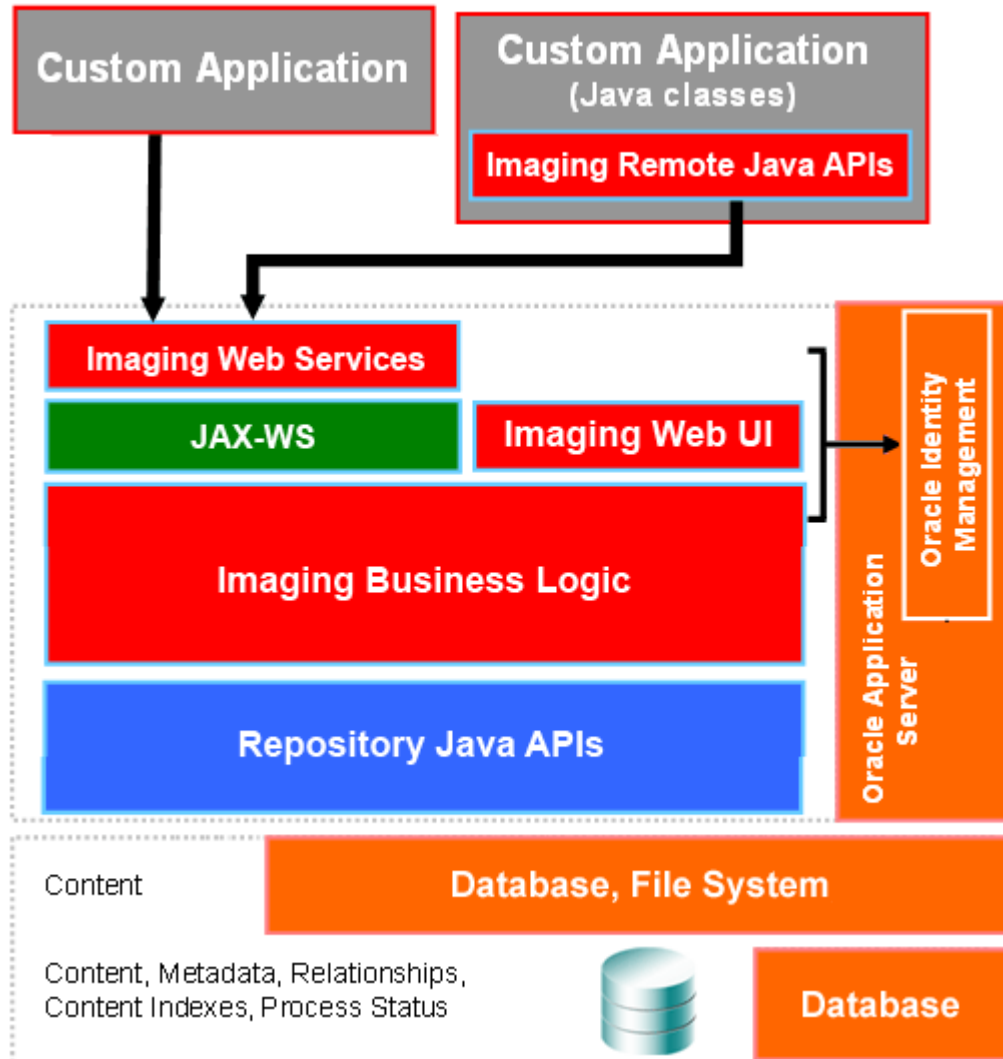 Custom Application
Custom Application
(Java classes)
Imaging Remote Java APIs
Imaging Web Services
JAX-WS
Imaging Web UI
Imaging Business Logic
Repository Java APIs
Oracle Identity
Management
Oracle Application
Server
Content
Database, File System
Content, Metadata, Relationships,
Content Indexes, Process Status
Database